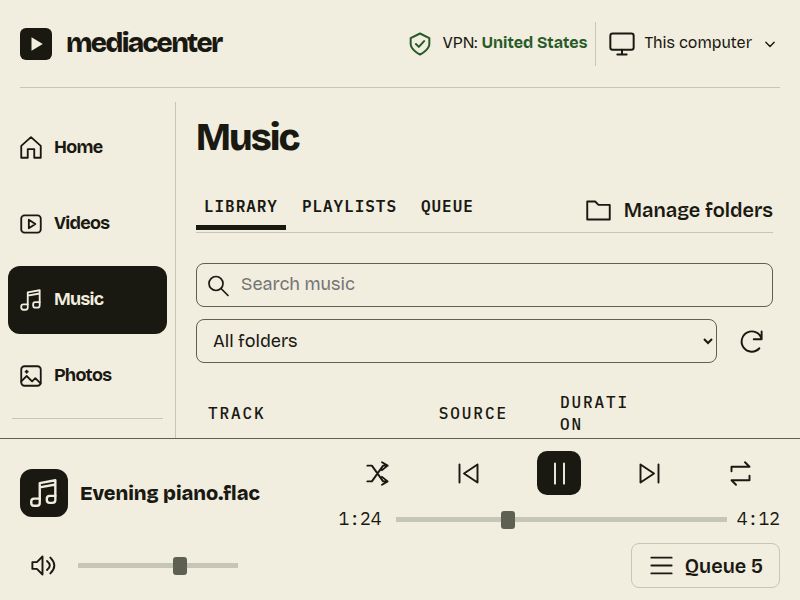 mediacenter
VPN: United States
This computer
Home
Videos
Music
Photos
Music
LIBRARY
PLAYLISTS
QUEUE
Manage folders
Search music
All folders
TRACK
SOURCE
DURATI
ON
Evening piano.flac
1:24
4:12
Queue 5